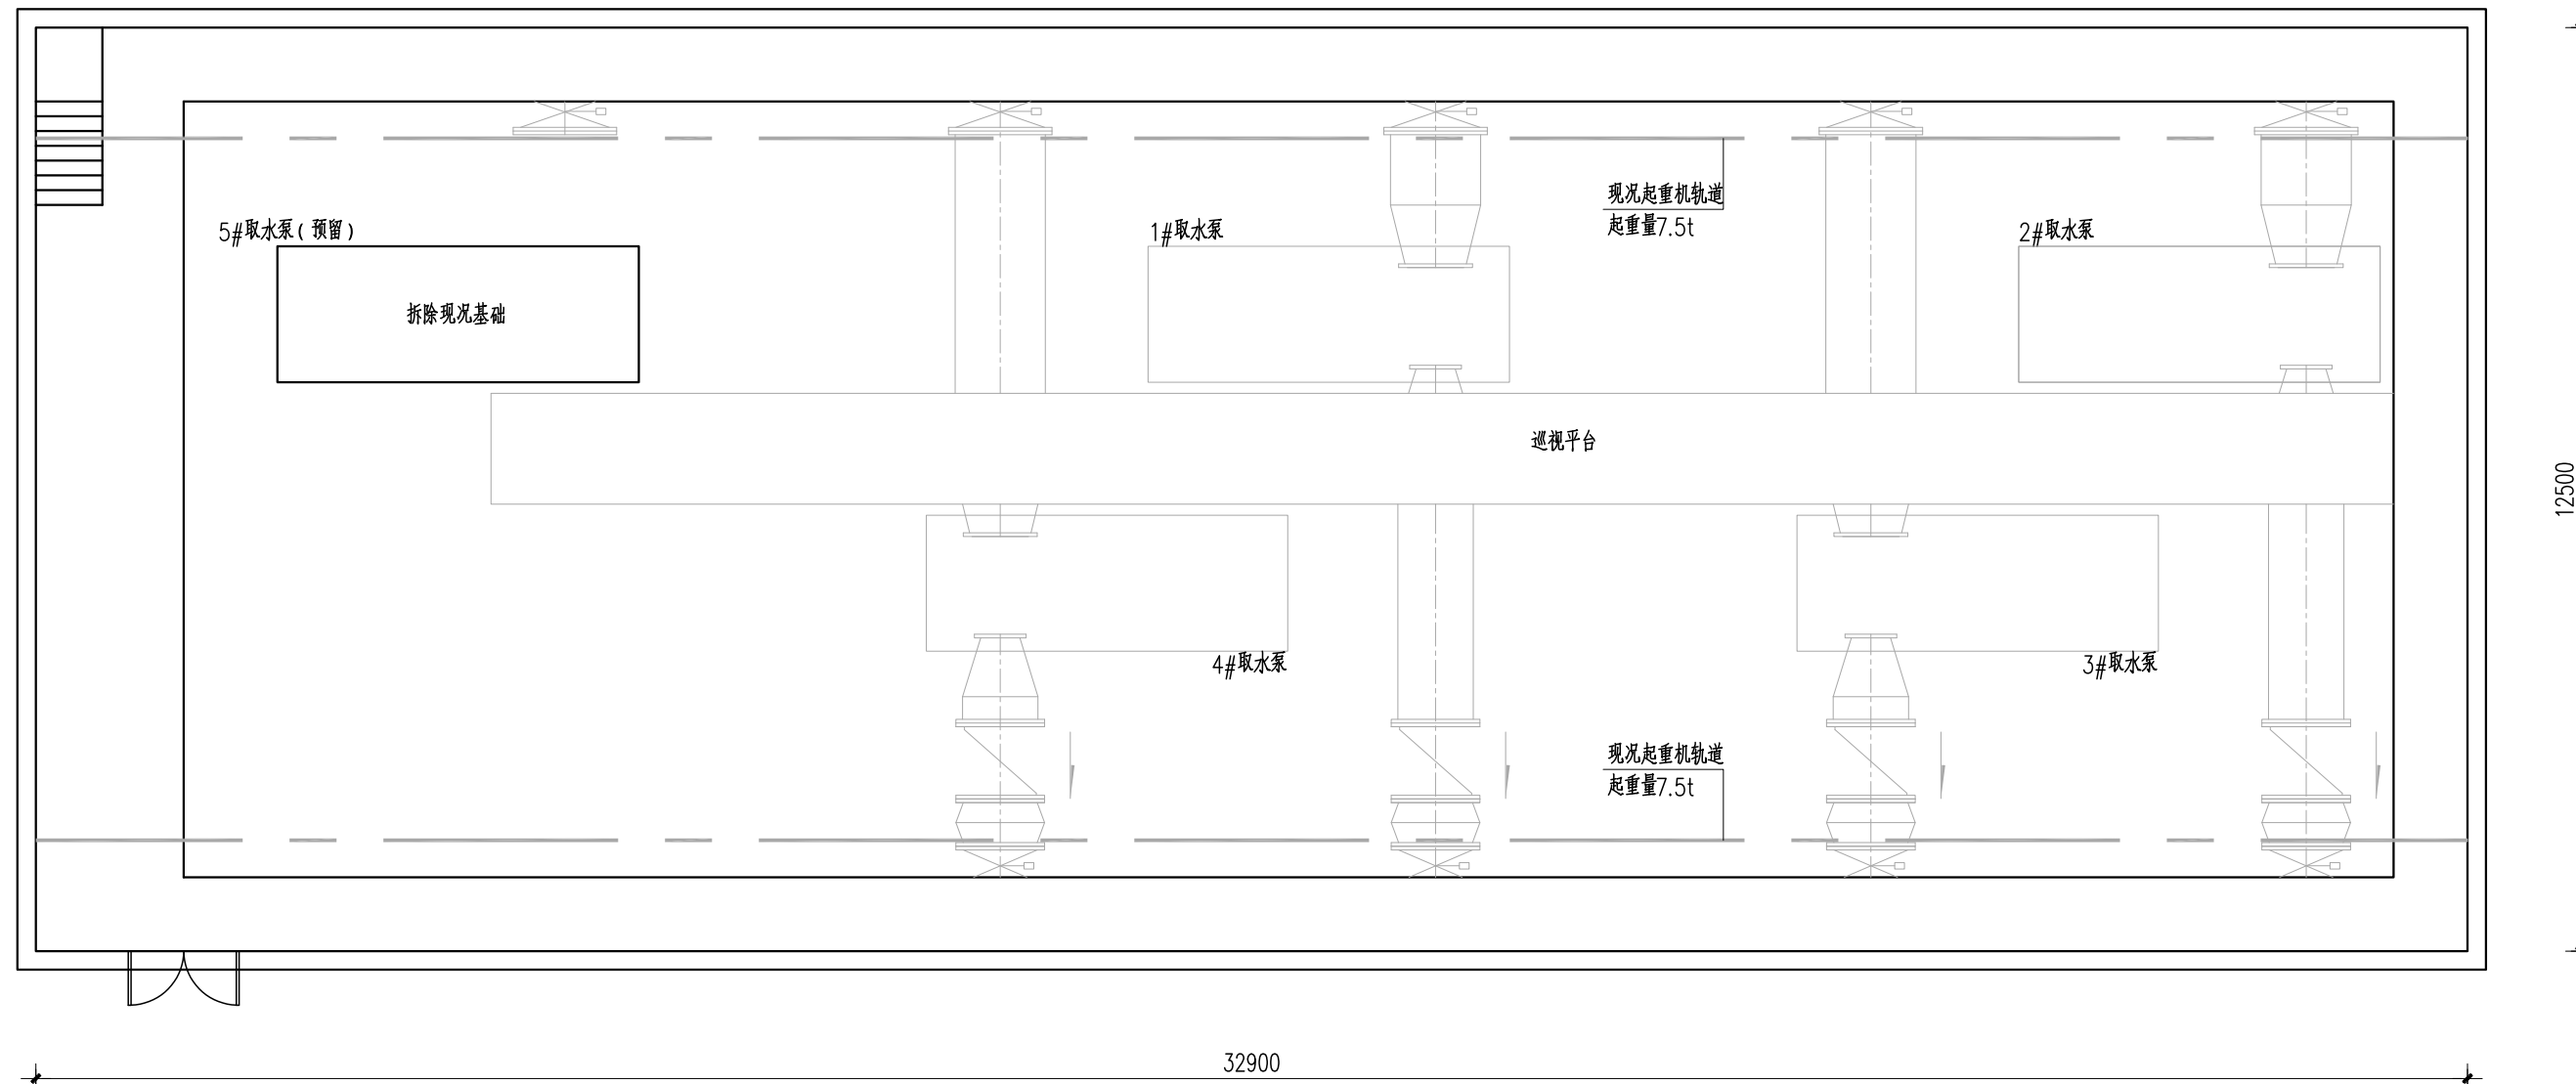 现况起重机轨道
起重量7.5t
5#取水泵(预留)
1#取水泵
2#取水泵
拆除现况基础
巡视平台
12500
4#取水泵
3#取水泵
现况起重机轨道
起重量7.5t
32900